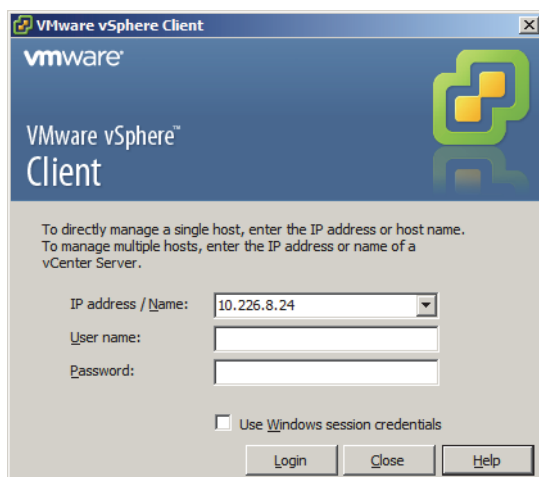 VMware vSphere Client
vmware®
VMware vSphere™
Client
To directly manage a single host, enter the IP address or host name.
To manage multiple hosts, enter the IP address or name of a
vCenter Server.
IP address / Name: 10.226.8.24
User name:
Password:
Use Windows session credentials
Login Close Help